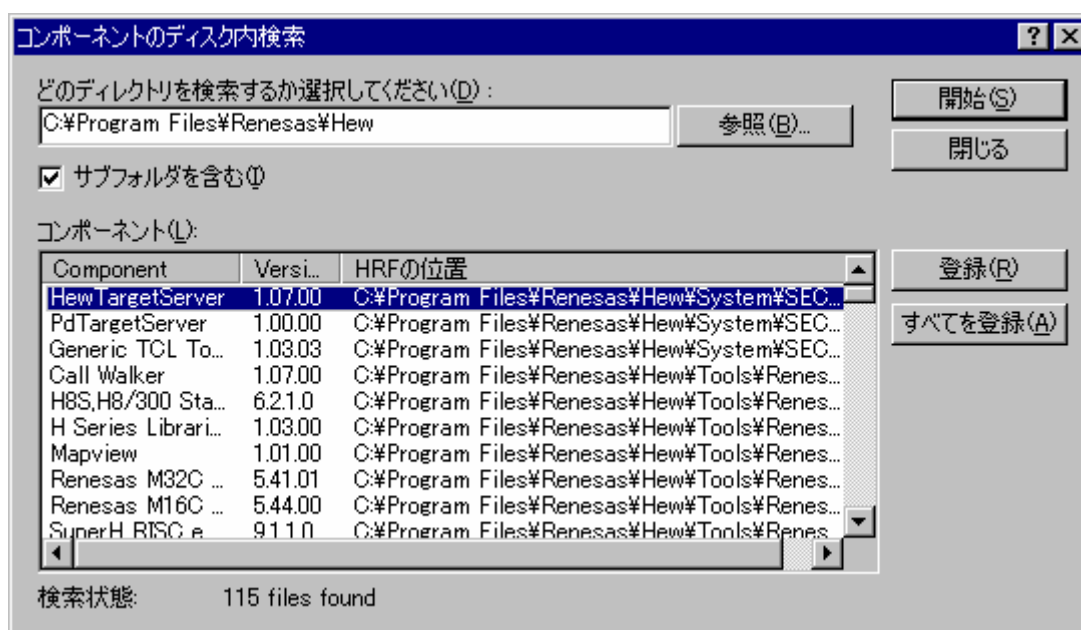 コンポーネントのディスク内検索
どのディレクトリを検索するか選択してください(D) :
C:¥Program Files¥Renesas¥Hew
参照(B)...
開始(S)
閉じる
サブフォルダを含む(I)
コンポーネント(L):
Component Versi... HRFの位置
HewTargetServer 1.07.00 C:¥Program Files¥Renesas¥Hew¥System¥SEC...
PdTargetServer 1.00.00 C:¥Program Files¥Renesas¥Hew¥System¥SEC...
Generic TCL To... 1.03.03 C:¥Program Files¥Renesas¥Hew¥System¥SEC...
Call Walker 1.07.00 C:¥Program Files¥Renesas¥Hew¥Tools¥Renes...
H8S,H8/300 Sta... 6.2.1.0 C:¥Program Files¥Renesas¥Hew¥Tools¥Renes...
H Series Librari... 1.03.00 C:¥Program Files¥Renesas¥Hew¥Tools¥Renes...
Mapview 1.01.00 C:¥Program Files¥Renesas¥Hew¥Tools¥Renes...
Renesas M32C ... 5.41.01 C:¥Program Files¥Renesas¥Hew¥Tools¥Renes...
Renesas M16C ... 5.44.00 C:¥Program Files¥Renesas¥Hew¥Tools¥Renes...
SuperH RISC e... 9.1.1.0 C:¥Program Files¥Renesas¥Hew¥Tools¥Renes...
登録(R)
すべてを登録(A)
検索状態: 115 files found